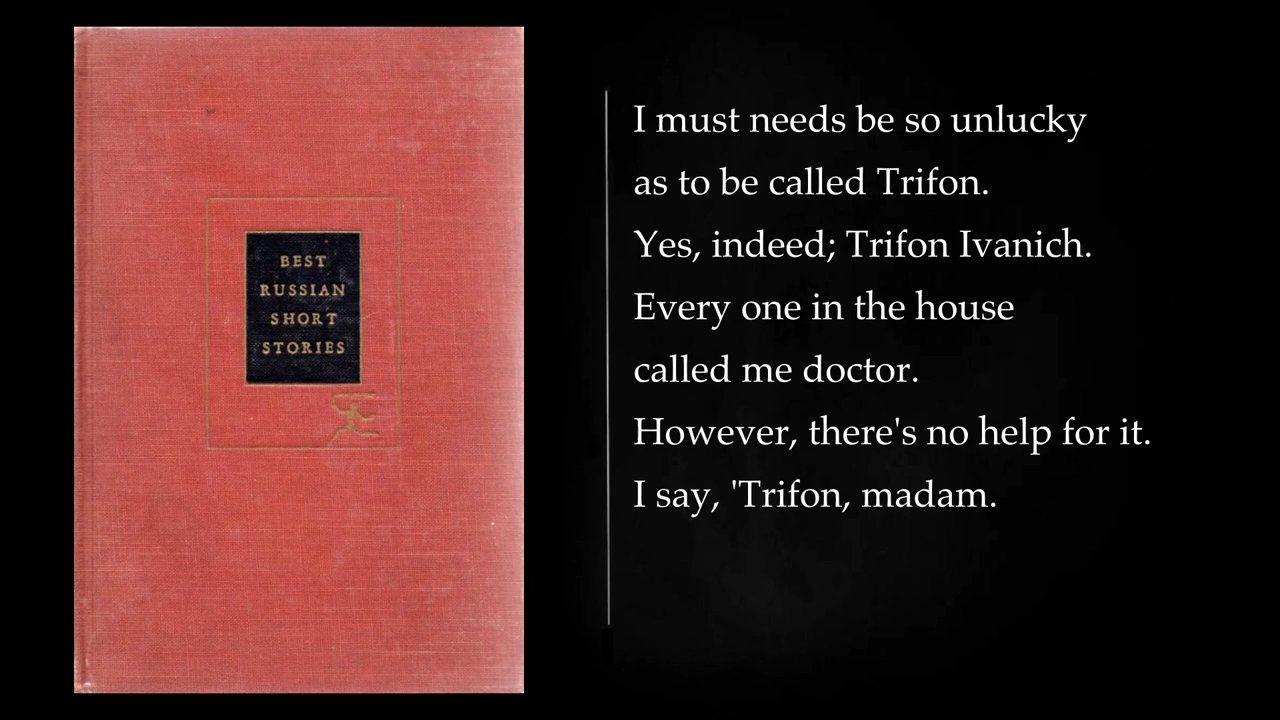 BEST
RUSSIAN
SHORT
STORIES
I must needs be so unlucky
as to be called Trifon.
Yes, indeed; Trifon Ivanich.
Every one in the house
called me doctor.
However, there's no help for it.
I say, 'Trifon, madam.